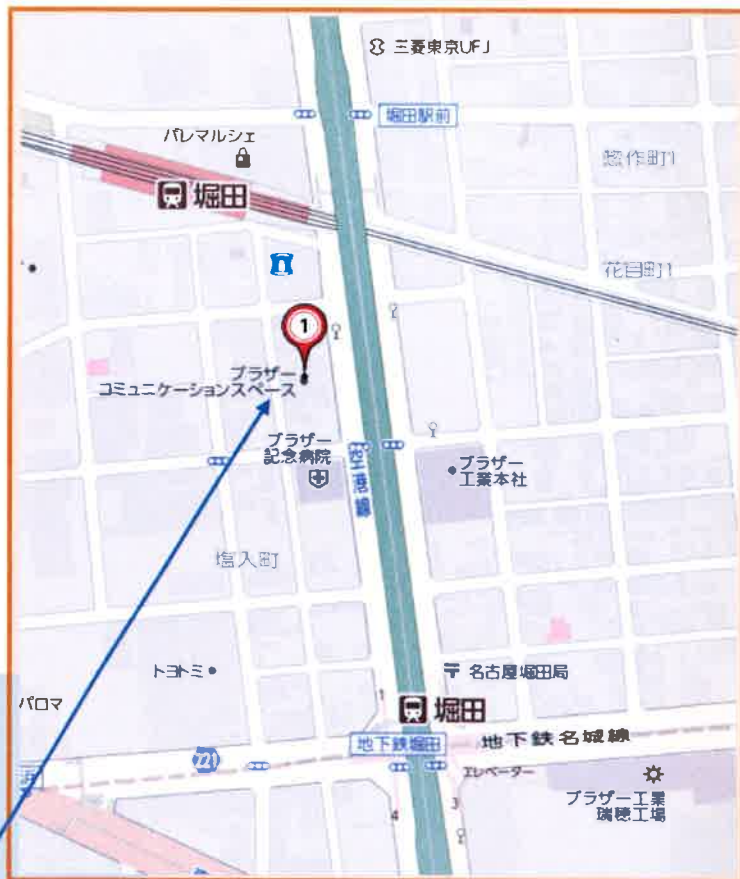 三菱東京UFJ
堀田駅前
パレマルシェ
惣作町1
堀田
花目町1
1
ブラザー
コミュニケーションスペース
ブラザー
記念病院
空港線
ブラザー
工業本社
塩入町
トヨトミ
名古屋堀田局
パロマ
1
堀田
地下鉄堀田
地下鉄名城線
221
エレベーター
4
3
ブラザー工業
瑞穂工場